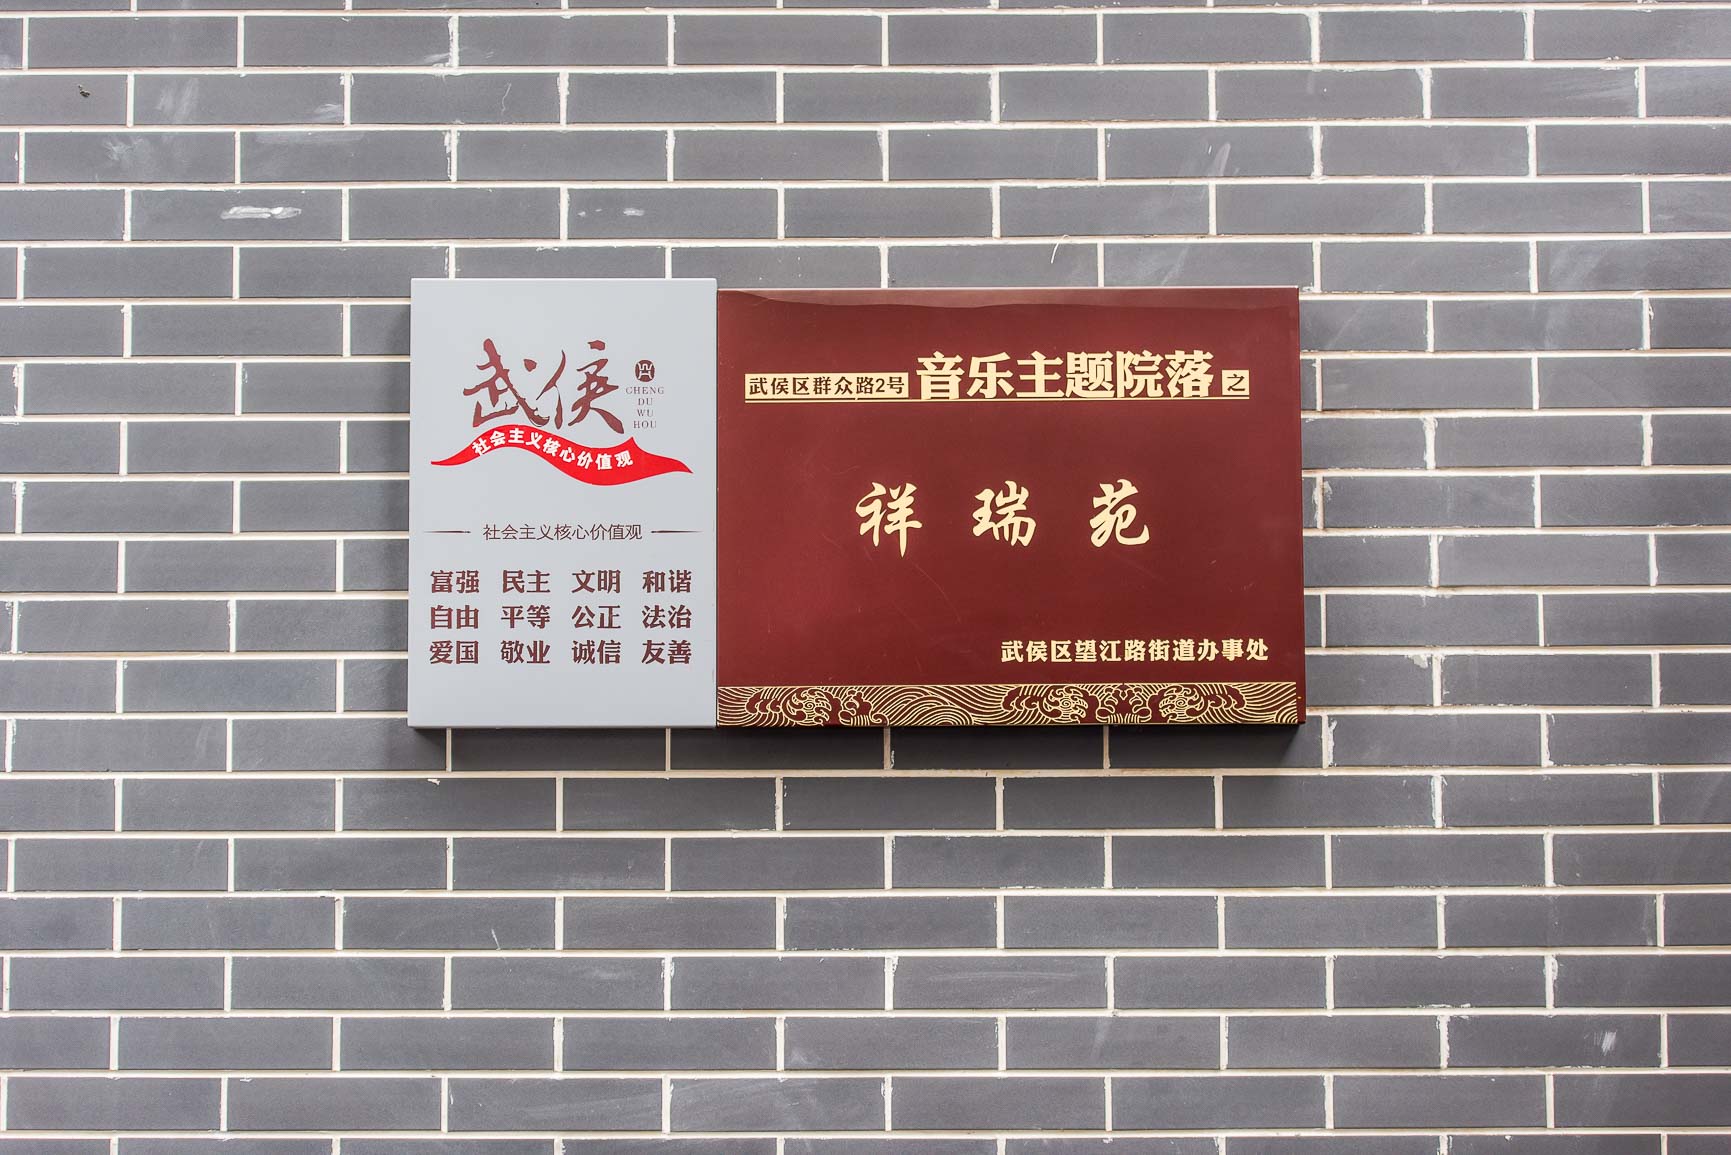 武侯
CHENG
DU
WU
HOU
社会主义核心价值观
社会主义核心价值观
富强 民主 文明 和谐
自由 平等 公正 法治
爱国 敬业 诚信 友善
武侯区群众路2号 音乐主题院落之
祥瑞苑
武侯区望江路街道办事处